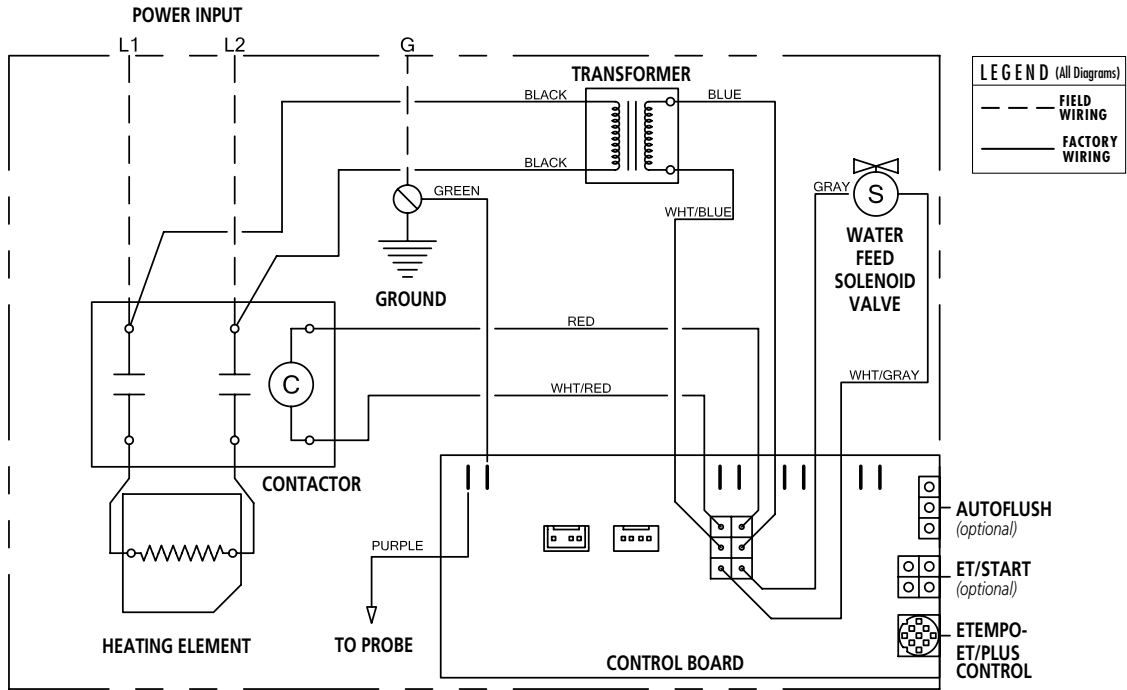 POWER INPUT
L1
L2
G
TRANSFORMER
LEGEND (All Diagrams)
FIELD
WIRING
FACTORY
WIRING
BLACK
BLUE
BLACK
GREEN
GRAY
S
WHT/BLUE
WATER
FEED
SOLENOID
VALVE
GROUND
RED
C
WHT/RED
WHT/GRAY
CONTACTOR
AUTOFLUSH
(optional)
PURPLE
ET/START
(optional)
HEATING ELEMENT
TO PROBE
CONTROL BOARD
ETEMPO-
ET/PLUS
CONTROL